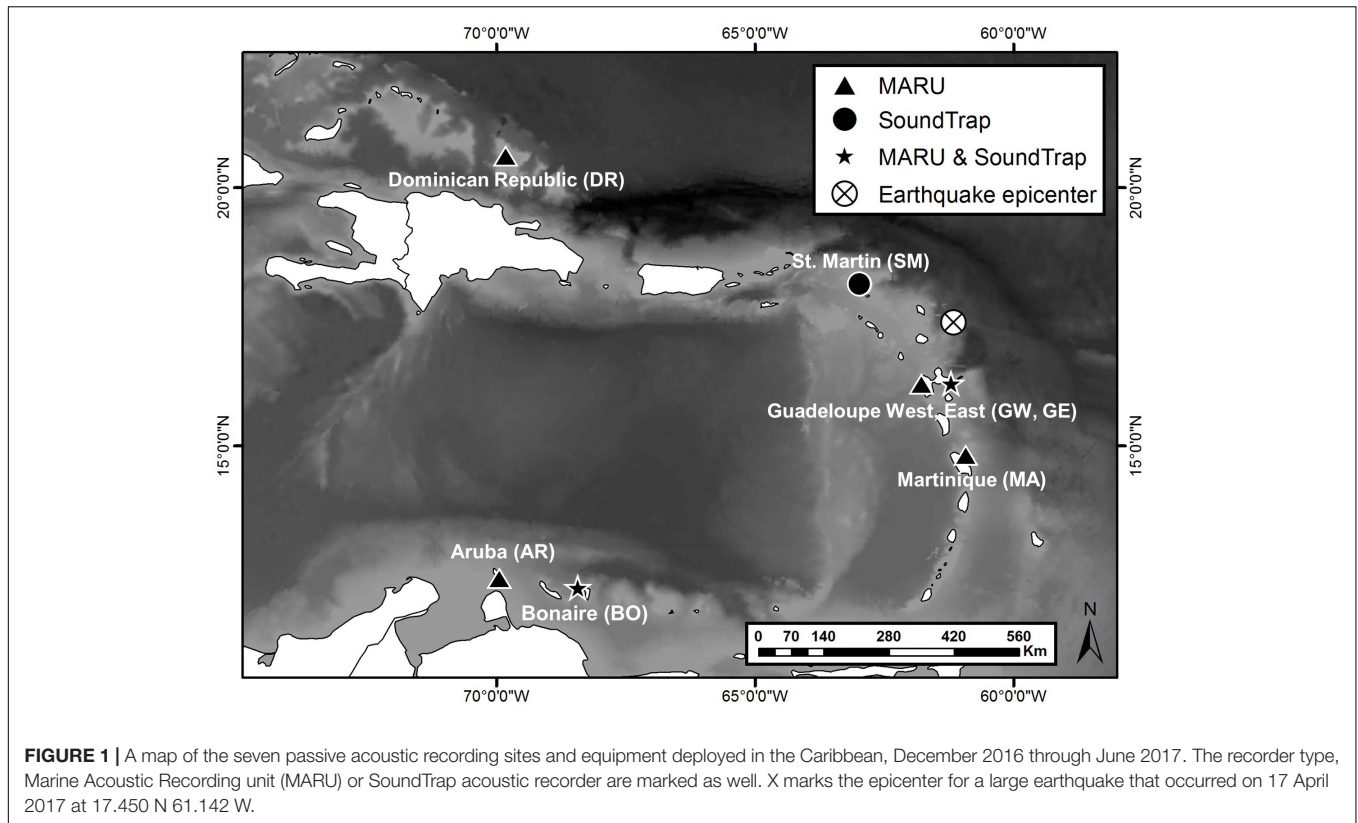 70°0'0"W 65°0'0"W 60°0'0"W
MARU
SoundTrap
MARU & SoundTrap
Earthquake epicenter
20°0'0"N 20°0'0"N
Dominican Republic (DR)
St. Martin (SM)
Guadeloupe West, East (GW, GE)
15°0'0"N 15°0'0"N
Martinique (MA)
Aruba (AR)
Bonaire (BO)
N
0 70 140 280 420 560
Km
70°0'0"W 65°0'0"W 60°0'0"W
FIGURE 1 | A map of the seven passive acoustic recording sites and equipment deployed in the Caribbean, December 2016 through June 2017. The recorder type,
Marine Acoustic Recording unit (MARU) or SoundTrap acoustic recorder are marked as well. X marks the epicenter for a large earthquake that occurred on 17 April
2017 at 17.450 N 61.142 W.